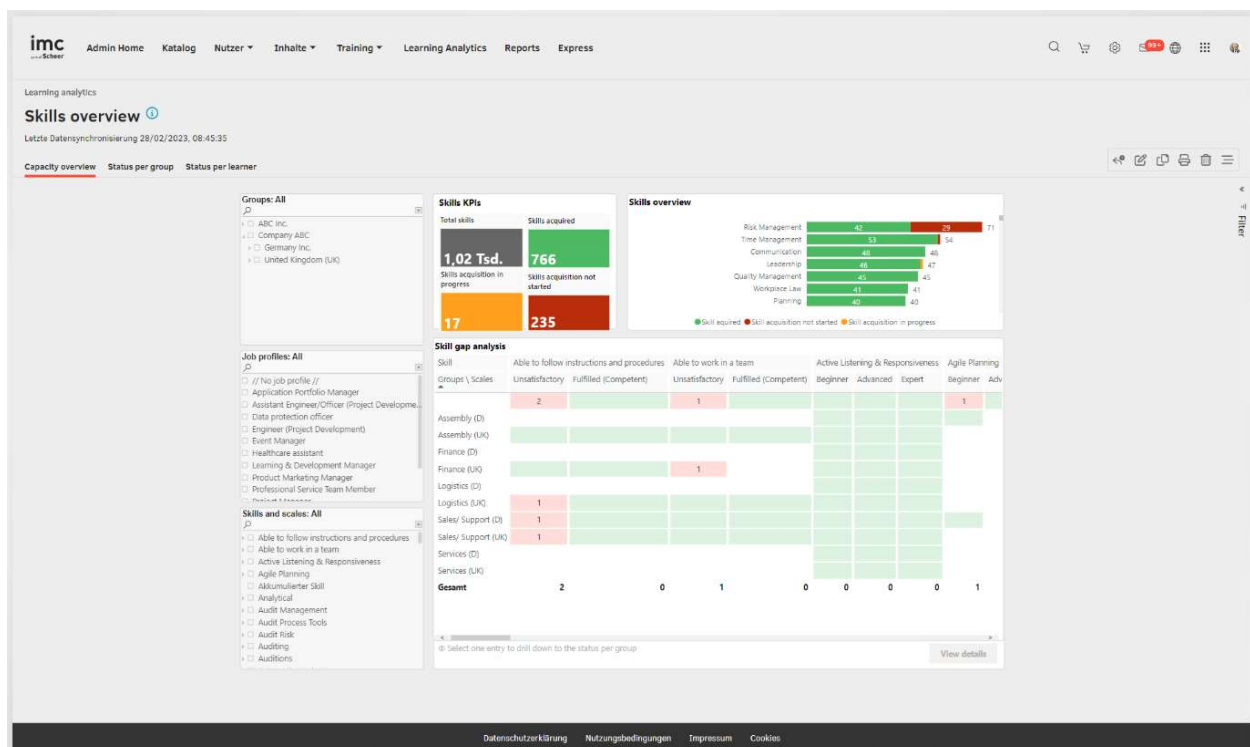 imc
Scheer
Admin Home Katalog Nutzer Inhalte Training Learning Analytics Reports Express
99+
Learning analytics
Skills overview
Letzte Datensynchronisierung 28/02/2023, 08:45:35
Capacity overview Status per group Status per learner
Filter
Groups: All
ABC Inc.
Company ABC
Germany Inc.
United Kingdom (UK)
Job profiles: All
// No job profile //
Application Portfolio Manager
Assistant Engineer/Officer (Project Developme...
Data protection officer
Engineer (Project Development)
Event Manager
Healthcare assistant
Learning & Development Manager
Product Marketing Manager
Professional Service Team Member
Skills and scales: All
Able to follow instructions and procedures
Able to work in a team
Active Listening & Responsiveness
Agile Planning
Akkumulierter Skill
Analytical
Audit Management
Audit Process Tools
Audit Risk
Auditing
Auditions
Skills KPIs
Total skills Skills acquired
1,02 Tsd. 766
Skills acquisition in progress Skills acquisition not started
17 235
Skills overview
Risk Management 42 29 71
Time Management 53 54
Communication 48 48
Leadership 46 47
Quality Management 45 45
Workplace Law 41 41
Planning 40 40
Skill aquired Skill acquisition not started Skill acquisition in progress
Skill gap analysis
Skill Able to follow instructions and procedures Able to work in a team Active Listening & Responsiveness Agile Planning
Groups \ Scales Unsatisfactory Fulfilled (Competent) Unsatisfactory Fulfilled (Competent) Beginner Advanced Expert Beginner Adv
2 1 1
Assembly (D)
Assembly (UK)
Finance (D)
Finance (UK) 1
Logistics (D)
Logistics (UK) 1
Sales/ Support (D) 1
Sales/ Support (UK) 1
Services (D)
Services (UK)
Gesamt 2 0 1 0 0 0 0 1
Select one entry to drill down to the status per group
View details
Datenschutzerklärung Nutzungsbedingungen Impressum Cookies